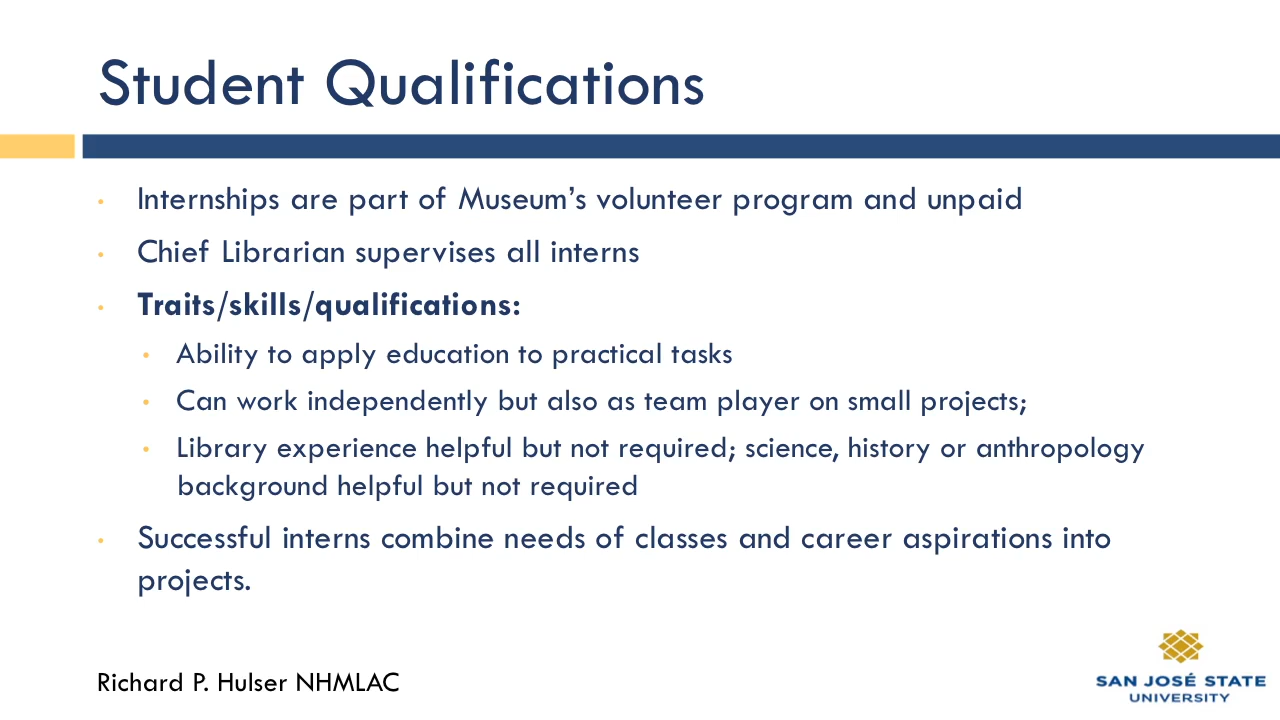 Student Qualifications
• Internships are part of Museum’s volunteer program and unpaid
• Chief Librarian supervises all interns
• Traits/skills/qualifications:
• Ability to apply education to practical tasks
• Can work independently but also as team player on small projects;
• Library experience helpful but not required; science, history or anthropology
background helpful but not required
• Successful interns combine needs of classes and career aspirations into
projects.
Richard P. Hulser NHMLAC
SAN JOSÉ STATE
UNIVERSITY